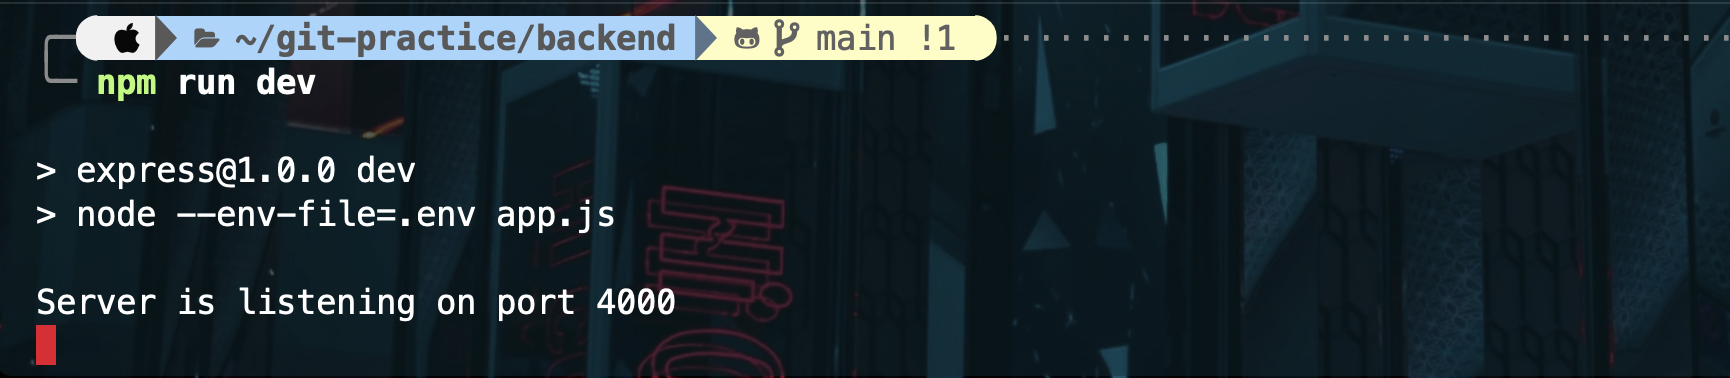 ~/git-practice/backend main !1
npm run dev
> express@1.0.0 dev
> node --env-file=.env app.js
Server is listening on port 4000